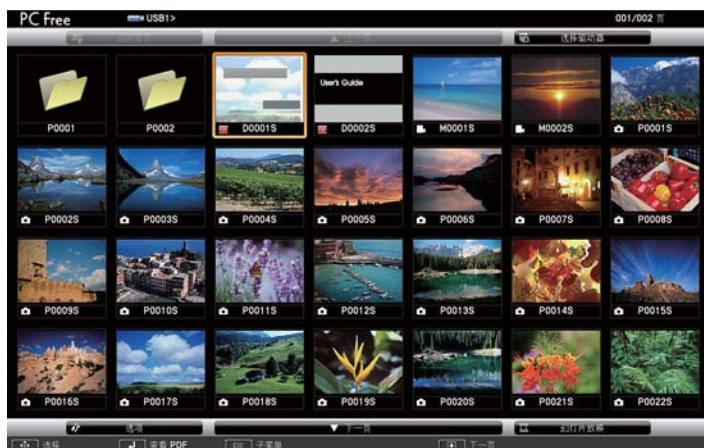 PC Free USB1> 001/002 页
▲ 上一页 选择驱动器
P0001 P0002 D0001S D0002S M0001S M0002S P0001S
User's Guide
P0002S P0003S P0004S P0005S P0006S P0007S P0008S
P0009S P0010S P0011S P0012S P0013S P0014S P0015S
P0016S P0017S P0018S P0019S P0020S P0021S P0022S
选项 ▼ 下一页 幻灯片放映
选择 查看 PDF Esc 子菜单 下一页